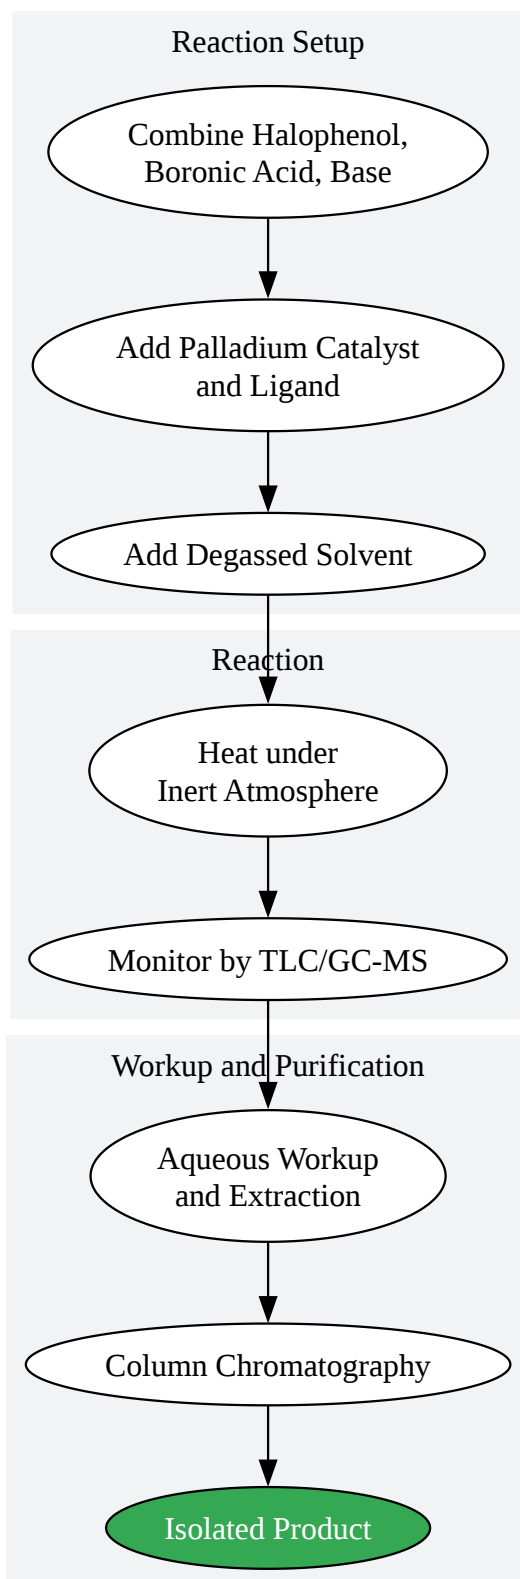 Reaction Setup
Combine Halophenol,
Boronic Acid, Base
Add Palladium Catalyst
and Ligand
Add Degassed Solvent
Reaction
Heat under
Inert Atmosphere
Monitor by TLC/GC-MS
Workup and Purification
Aqueous Workup
and Extraction
Column Chromatography
Isolated Product